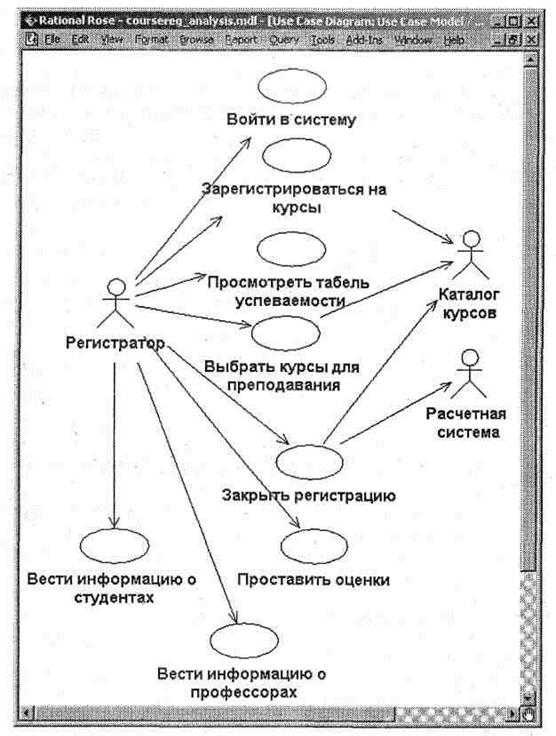 Rational Rose - coursereg_analysis.mdl - [Use Case Diagram: Use Case Model / ...
File Edit View Format Browse Report Query Tools Add-Ins Window Help
Войти в систему
Зарегистрироваться на
курсы
Просмотреть табель
успеваемости
Каталог
курсов
Регистратор
Выбрать курсы для
преподавания
Расчетная
система
Закрыть регистрацию
Вести информацию о
студентах
Проставить оценки
Вести информацию о
профессорах